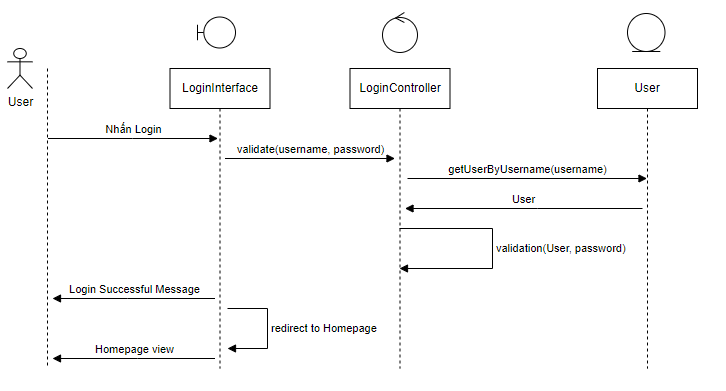 User
LoginInterface
LoginController
User
Nhấn Login
validate(username, password)
getUserByUsername(username)
User
validation(User, password)
Login Successful Message
redirect to Homepage
Homepage view